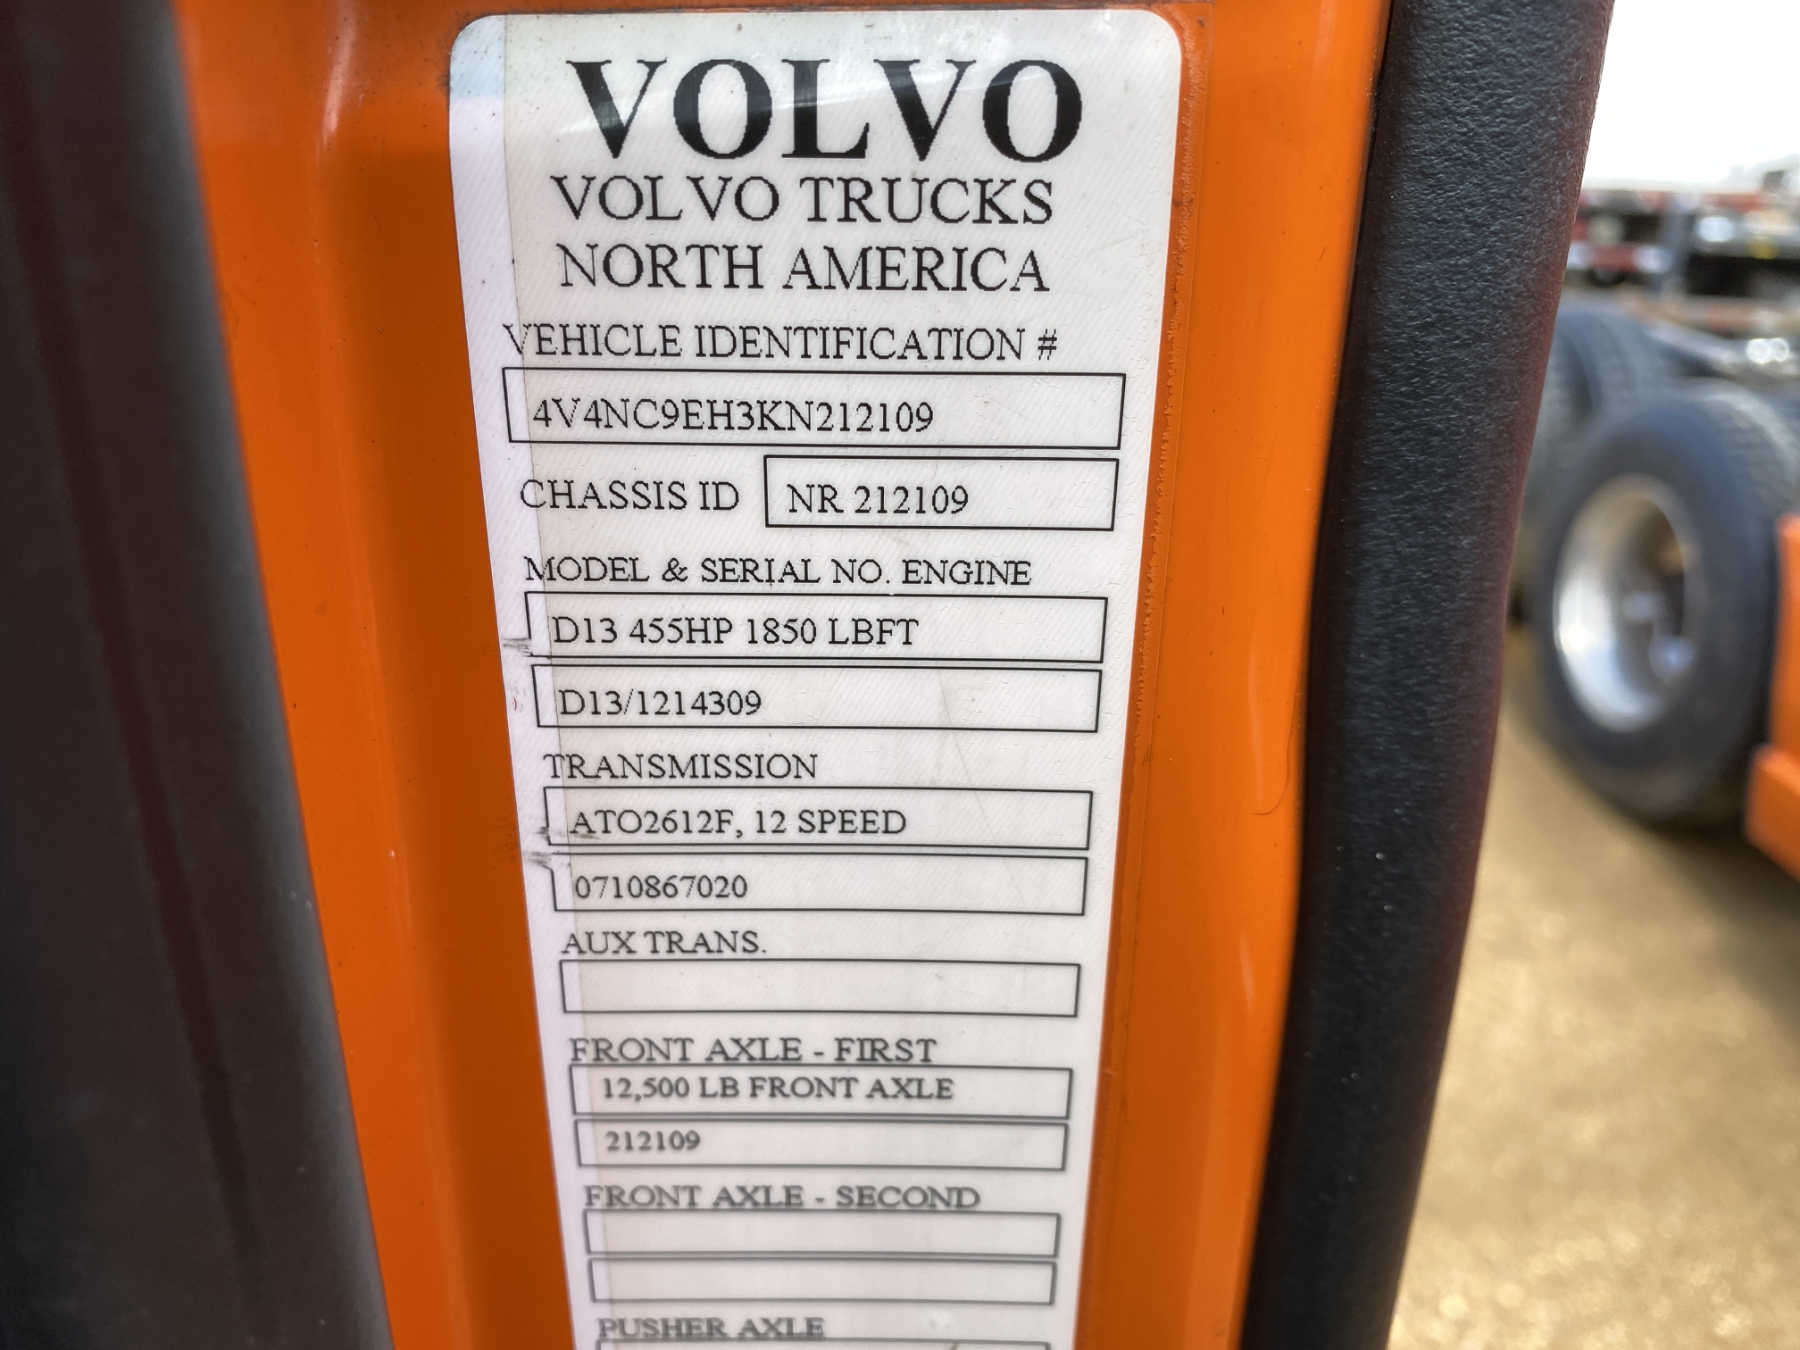 VOLVO
VOLVO TRUCKS
NORTH AMERICA
VEHICLE IDENTIFICATION #
4V4NC9EH3KN212109
CHASSIS ID NR 212109
MODEL & SERIAL NO. ENGINE
D13 455HP 1850 LBFT
D13/1214309
TRANSMISSION
ATO2612F, 12 SPEED
0710867020
AUX TRANS.
FRONT AXLE - FIRST
12,500 LB FRONT AXLE
212109
FRONT AXLE - SECOND
PUSHER AXLE